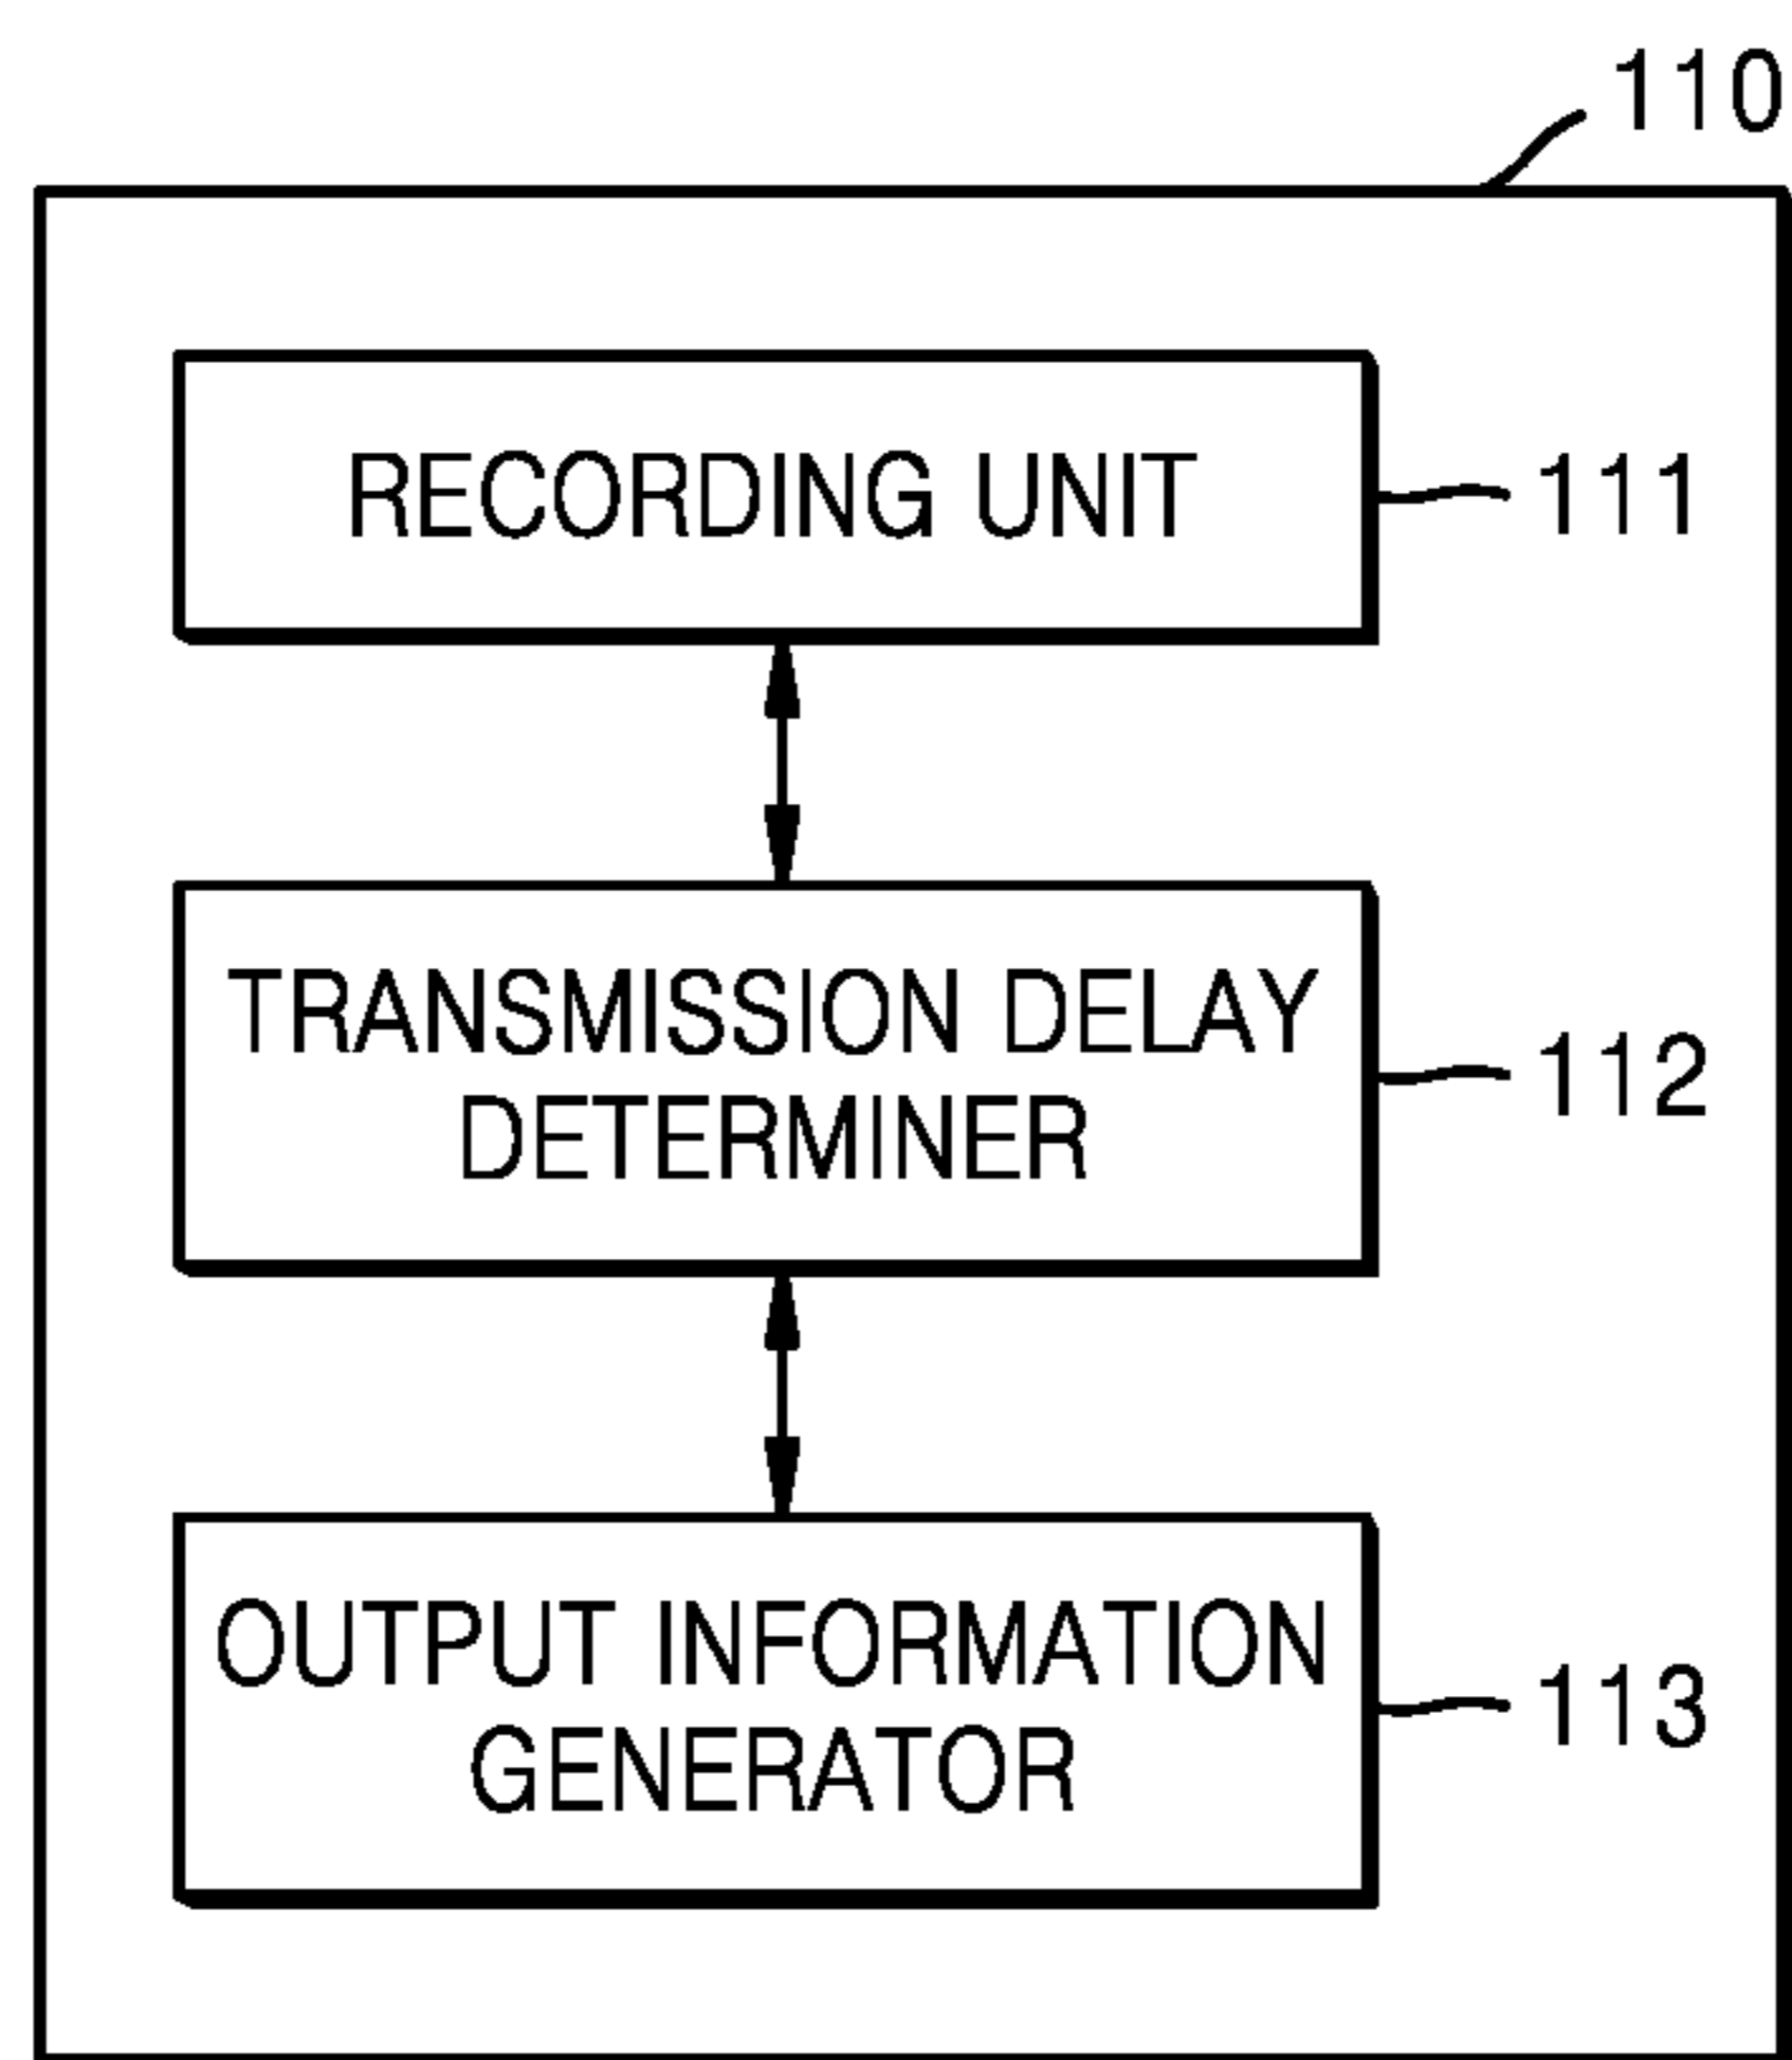 110
RECORDING UNIT
111
TRANSMISSION DELAY
DETERMINER
112
OUTPUT INFORMATION
GENERATOR
113